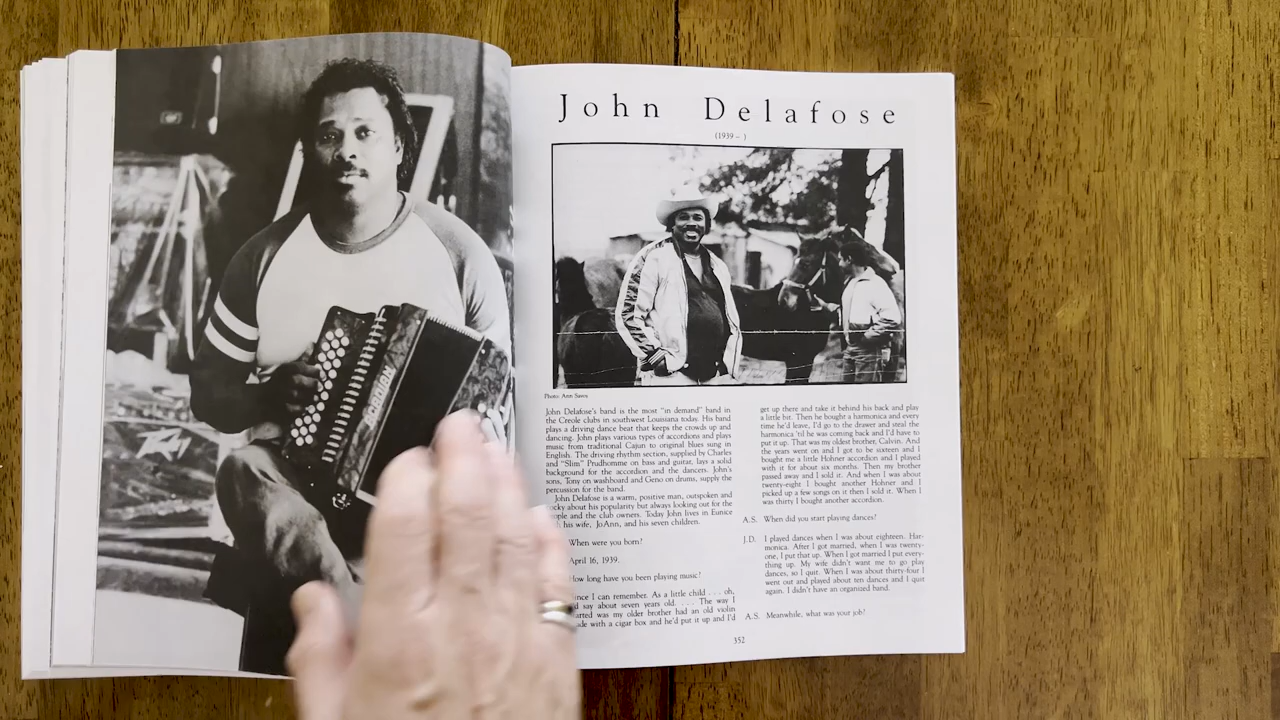 HOHNER
PEAVEY
John Delafose
(1939 – )
Photo: Ann Savoy
John Delafose's band is the most "in demand" band in
the Creole clubs in southwest Louisiana today. His band
plays a driving dance beat that keeps the crowds up and
dancing. John plays various types of accordions and plays
music from traditional Cajun to original blues sung in
English. The driving rhythm section, supplied by Charles
and "Slim" Prudhomme on bass and guitar, lays a solid
background for the accordion and the dancers. John's
sons, Tony on washboard and Geno on drums, supply the
percussion for the band.
John Delafose is a warm, positive man, outspoken and
cocky about his popularity but always looking out for the
people and the club owners. Today John lives in Eunice
his wife, JoAnn, and his seven children.
When were you born?
April 16, 1939.
How long have you been playing music?
ince I can remember. As a little child . . . oh,
d say about seven years old. . . . The way I
arted was my older brother had an old violin
ade with a cigar box and he'd put it up and I'd
get up there and take it behind his back and play
a little bit. Then he bought a harmonica and every
time he'd leave, I'd go to the drawer and steal the
harmonica 'til he was coming back and I'd have to
put it up. That was my oldest brother, Calvin. And
the years went on and I got to be sixteen and I
bought me a little Hohner accordion and I played
with it for about six months. Then my brother
passed away and I sold it. And when I was about
twenty-night I bought another Hohner and I
picked up a few songs on it then I sold it. When I
was thirty I bought another accordion.
A.S. When did you start playing dances?
J.D. I played dances when I was about eighteen. Har-
monica. After I got married, when I was twenty-
one, I put that up. When I got married I put every-
thing up. My wife didn't want me to go play
dances, so I quit. When I was about thirty-four I
went out and played about ten dances and I quit
again. I didn't have an organized band.
A.S. Meanwhile, what was your job?
352